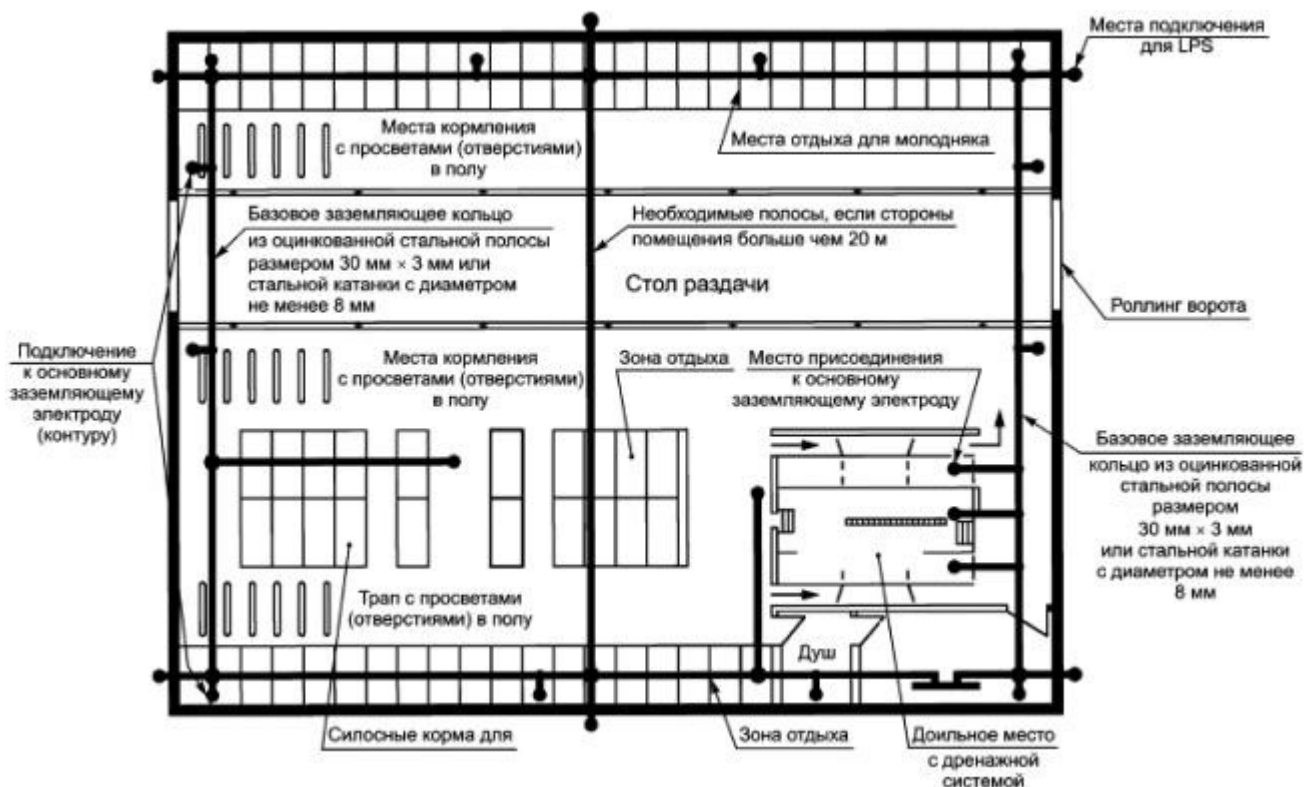 Места подключения
для LPS
Места кормления
с просветами (отверстиями)
в полу
Места отдыха для молодняка
Базовое заземляющее кольцо
из оцинкованной стальной полосы
размером 30 мм × 3 мм или
стальной катанки с диаметром
не менее 8 мм
Необходимые полосы, если стороны
помещения больше чем 20 м
Стол раздачи
Роллинг ворота
Подключение
к основному
заземляющему
электроду
(контуру)
Места кормления
с просветами (отверстиями)
в полу
Зона отдыха
Место присоединения
к основному
заземляющему электроду
Базовое заземляющее
кольцо из оцинкованной
стальной полосы
размером
30 мм × 3 мм
или стальной катанки
с диаметром не менее
8 мм
Трап с просветами
(отверстиями) в полу
Душ
Силосные корма для
Зона отдыха
Доильное место
с дренажной
системой